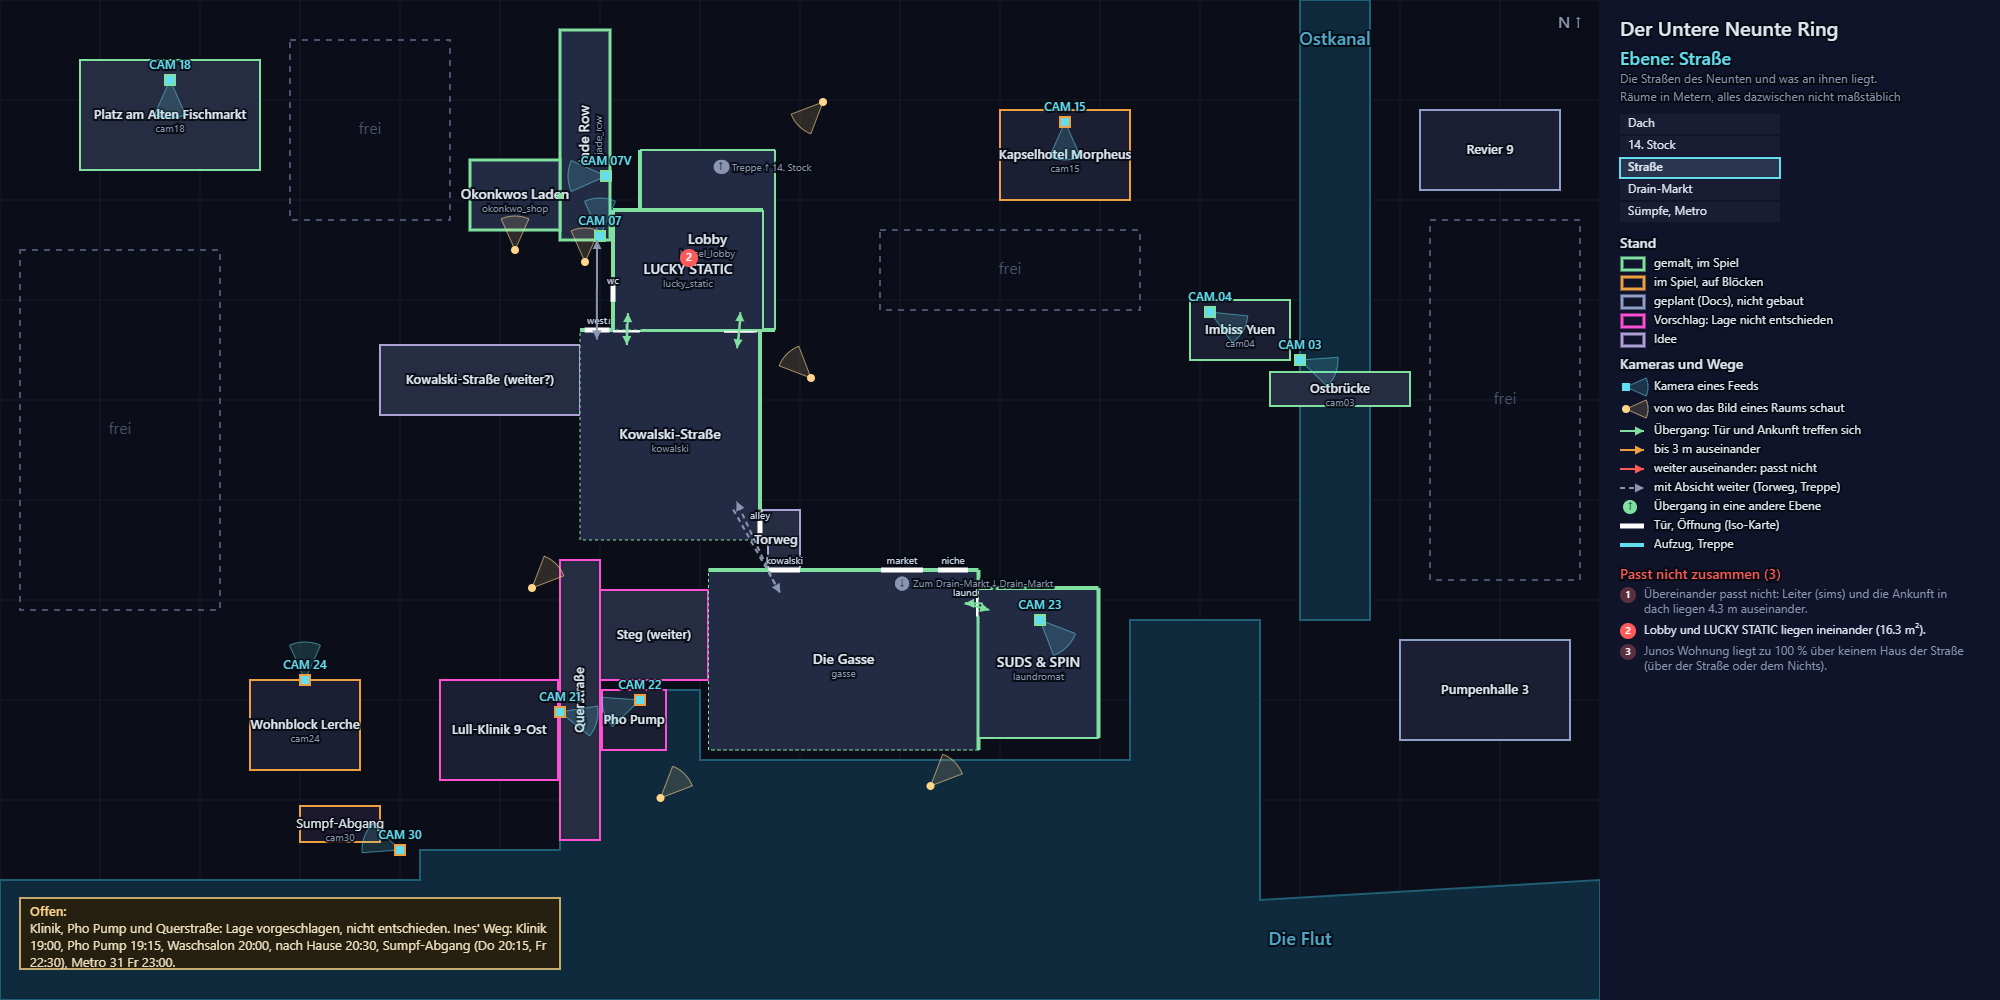 N ↑
Ostkanal
CAM 18
Platz am Alten Fischmarkt
cam18
frei
jade_row
CAM 07V
Okonkwos Laden
okonkwo_shop
CAM 07
Treppe ↑ 14. Stock
Lobby
LUCKY STATIC
lucky_static
2
wc
CAM 15
Kapselhotel Morpheus
cam15
Revier 9
frei
frei
frei
CAM 04
Imbiss Yuen
cam04
CAM 03
Ostbrücke
cam03
Kowalski-Straße (weiter?)
Kowalski-Straße
kowalski
alley
Torweg
kowalski
market
niche
Zum Drain-Markt ↓ Drain-Markt
CAM 23
SUDS & SPIN
laundromat
Die Gasse
gasse
Steg (weiter)
Querstraße
CAM 24
Wohnblock Lerche
cam24
CAM 21
Lull-Klinik 9-Ost
CAM 22
Pho Pump
Pumpenhalle 3
Sumpf-Abgang
cam30
CAM 30
Die Flut
Offen:
Klinik, Pho Pump und Querstraße: Lage vorgeschlagen, nicht entschieden. Ines' Weg: Klinik
19:00, Pho Pump 19:15, Waschsalon 20:00, nach Hause 20:30, Sumpf-Abgang (Do 20:15, Fr
22:30), Metro 31 Fr 23:00.
Der Untere Neunte Ring
Ebene: Straße
Die Straßen des Neunten und was an ihnen liegt.
Räume in Metern, alles dazwischen nicht maßstäblich
Dach
14. Stock
Straße
Drain-Markt
Sümpfe, Metro
Stand
gemalt, im Spiel
im Spiel, auf Blöcken
geplant (Docs), nicht gebaut
Vorschlag: Lage nicht entschieden
Idee
Kameras und Wege
Kamera eines Feeds
von wo das Bild eines Raums schaut
Übergang: Tür und Ankunft treffen sich
bis 3 m auseinander
weiter auseinander: passt nicht
mit Absicht weiter (Torweg, Treppe)
Übergang in eine andere Ebene
Tür, Öffnung (Iso-Karte)
Aufzug, Treppe
Passt nicht zusammen (3)
1 Übereinander passt nicht: Leiter (sims) und die Ankunft in
dach liegen 4.3 m auseinander.
2 Lobby und LUCKY STATIC liegen ineinander (16.3 m²).
3 Junos Wohnung liegt zu 100 % über keinem Haus der Straße
(über der Straße oder dem Nichts).